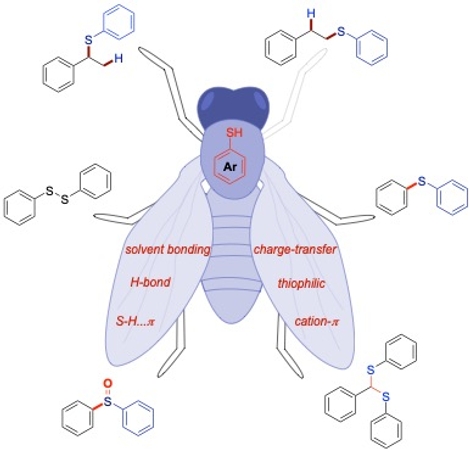 H
S
H
H
S
SH
Ar
S
S
S
solvent bonding
charge-transfer
H-bond
thiophilic
S-H...π
cation-π
O
S
S
S